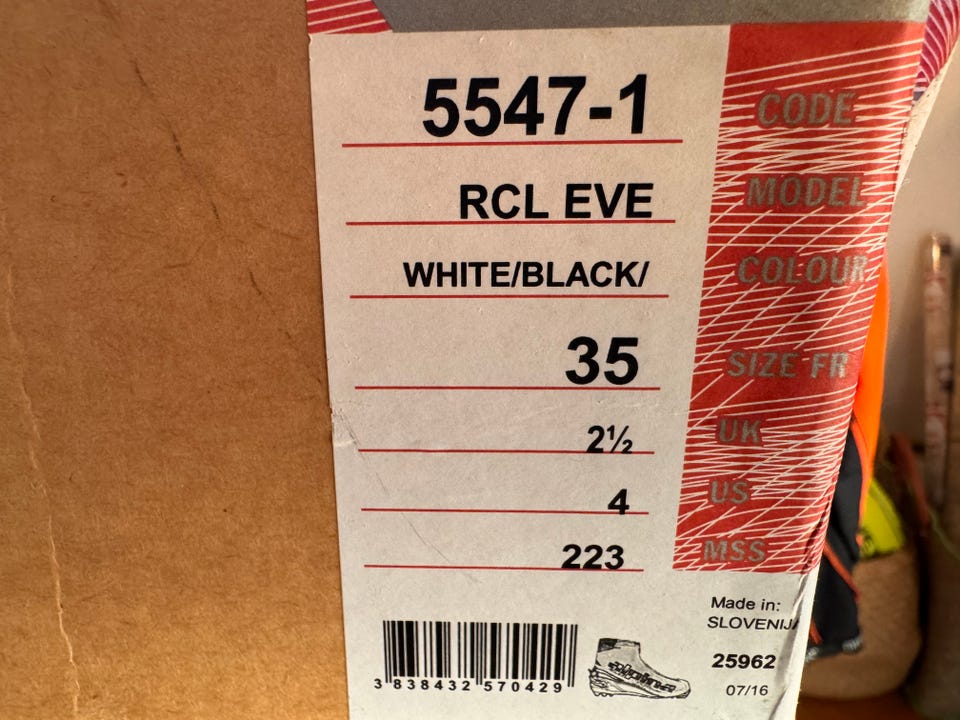 5547-1 CODE
RCL EVE MODEL
WHITE/BLACK/ COLOUR
35 SIZE FR
2½ UK
4 US
223 MSS
Made in:
SLOVENIJA
25962
07/16
3 838432 570429
alpina